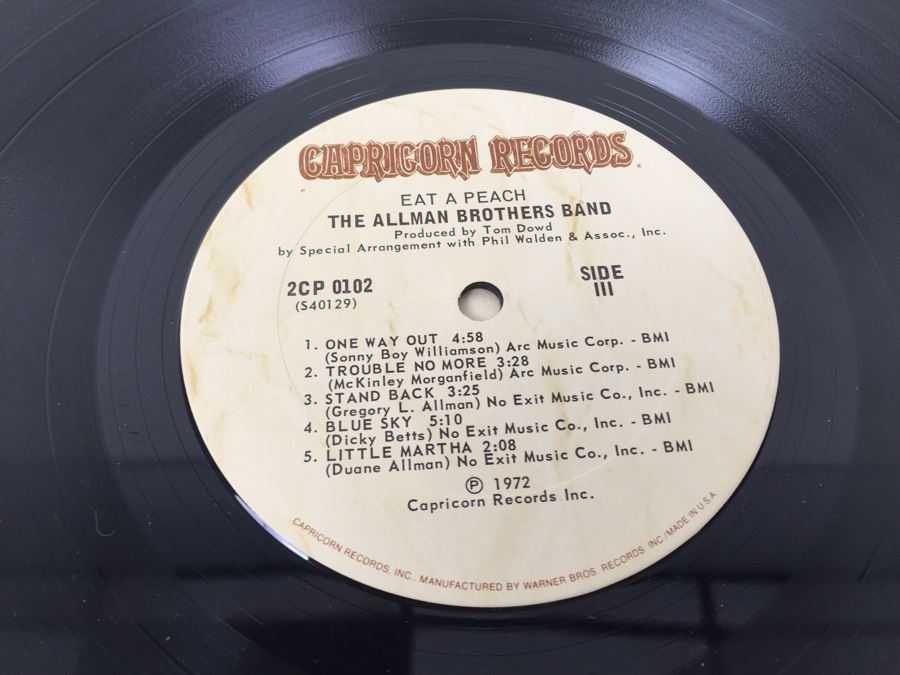 CAPRICORN RECORDS
EAT A PEACH
THE ALLMAN BROTHERS BAND
Produced by Tom Dowd
by Special Arrangement with Phil Walden & Assoc., Inc.
2CP 0102 SIDE
(S40129) III
1. ONE WAY OUT 4:58
(Sonny Boy Williamson) Arc Music Corp. - BMI
2. TROUBLE NO MORE 3:28
(McKinley Morganfield) Arc Music Corp. - BMI
3. STAND BACK 3:25
(Gregory L. Allman) No Exit Music Co., Inc. - BMI
4. BLUE SKY 5:10
(Dicky Betts) No Exit Music Co., Inc. - BMI
5. LITTLE MARTHA 2:08
(Duane Allman) No Exit Music Co., Inc. - BMI
℗ 1972
Capricorn Records Inc.
CAPRICORN RECORDS, INC., MANUFACTURED BY WARNER BROS. RECORDS INC./MADE IN U.S.A.